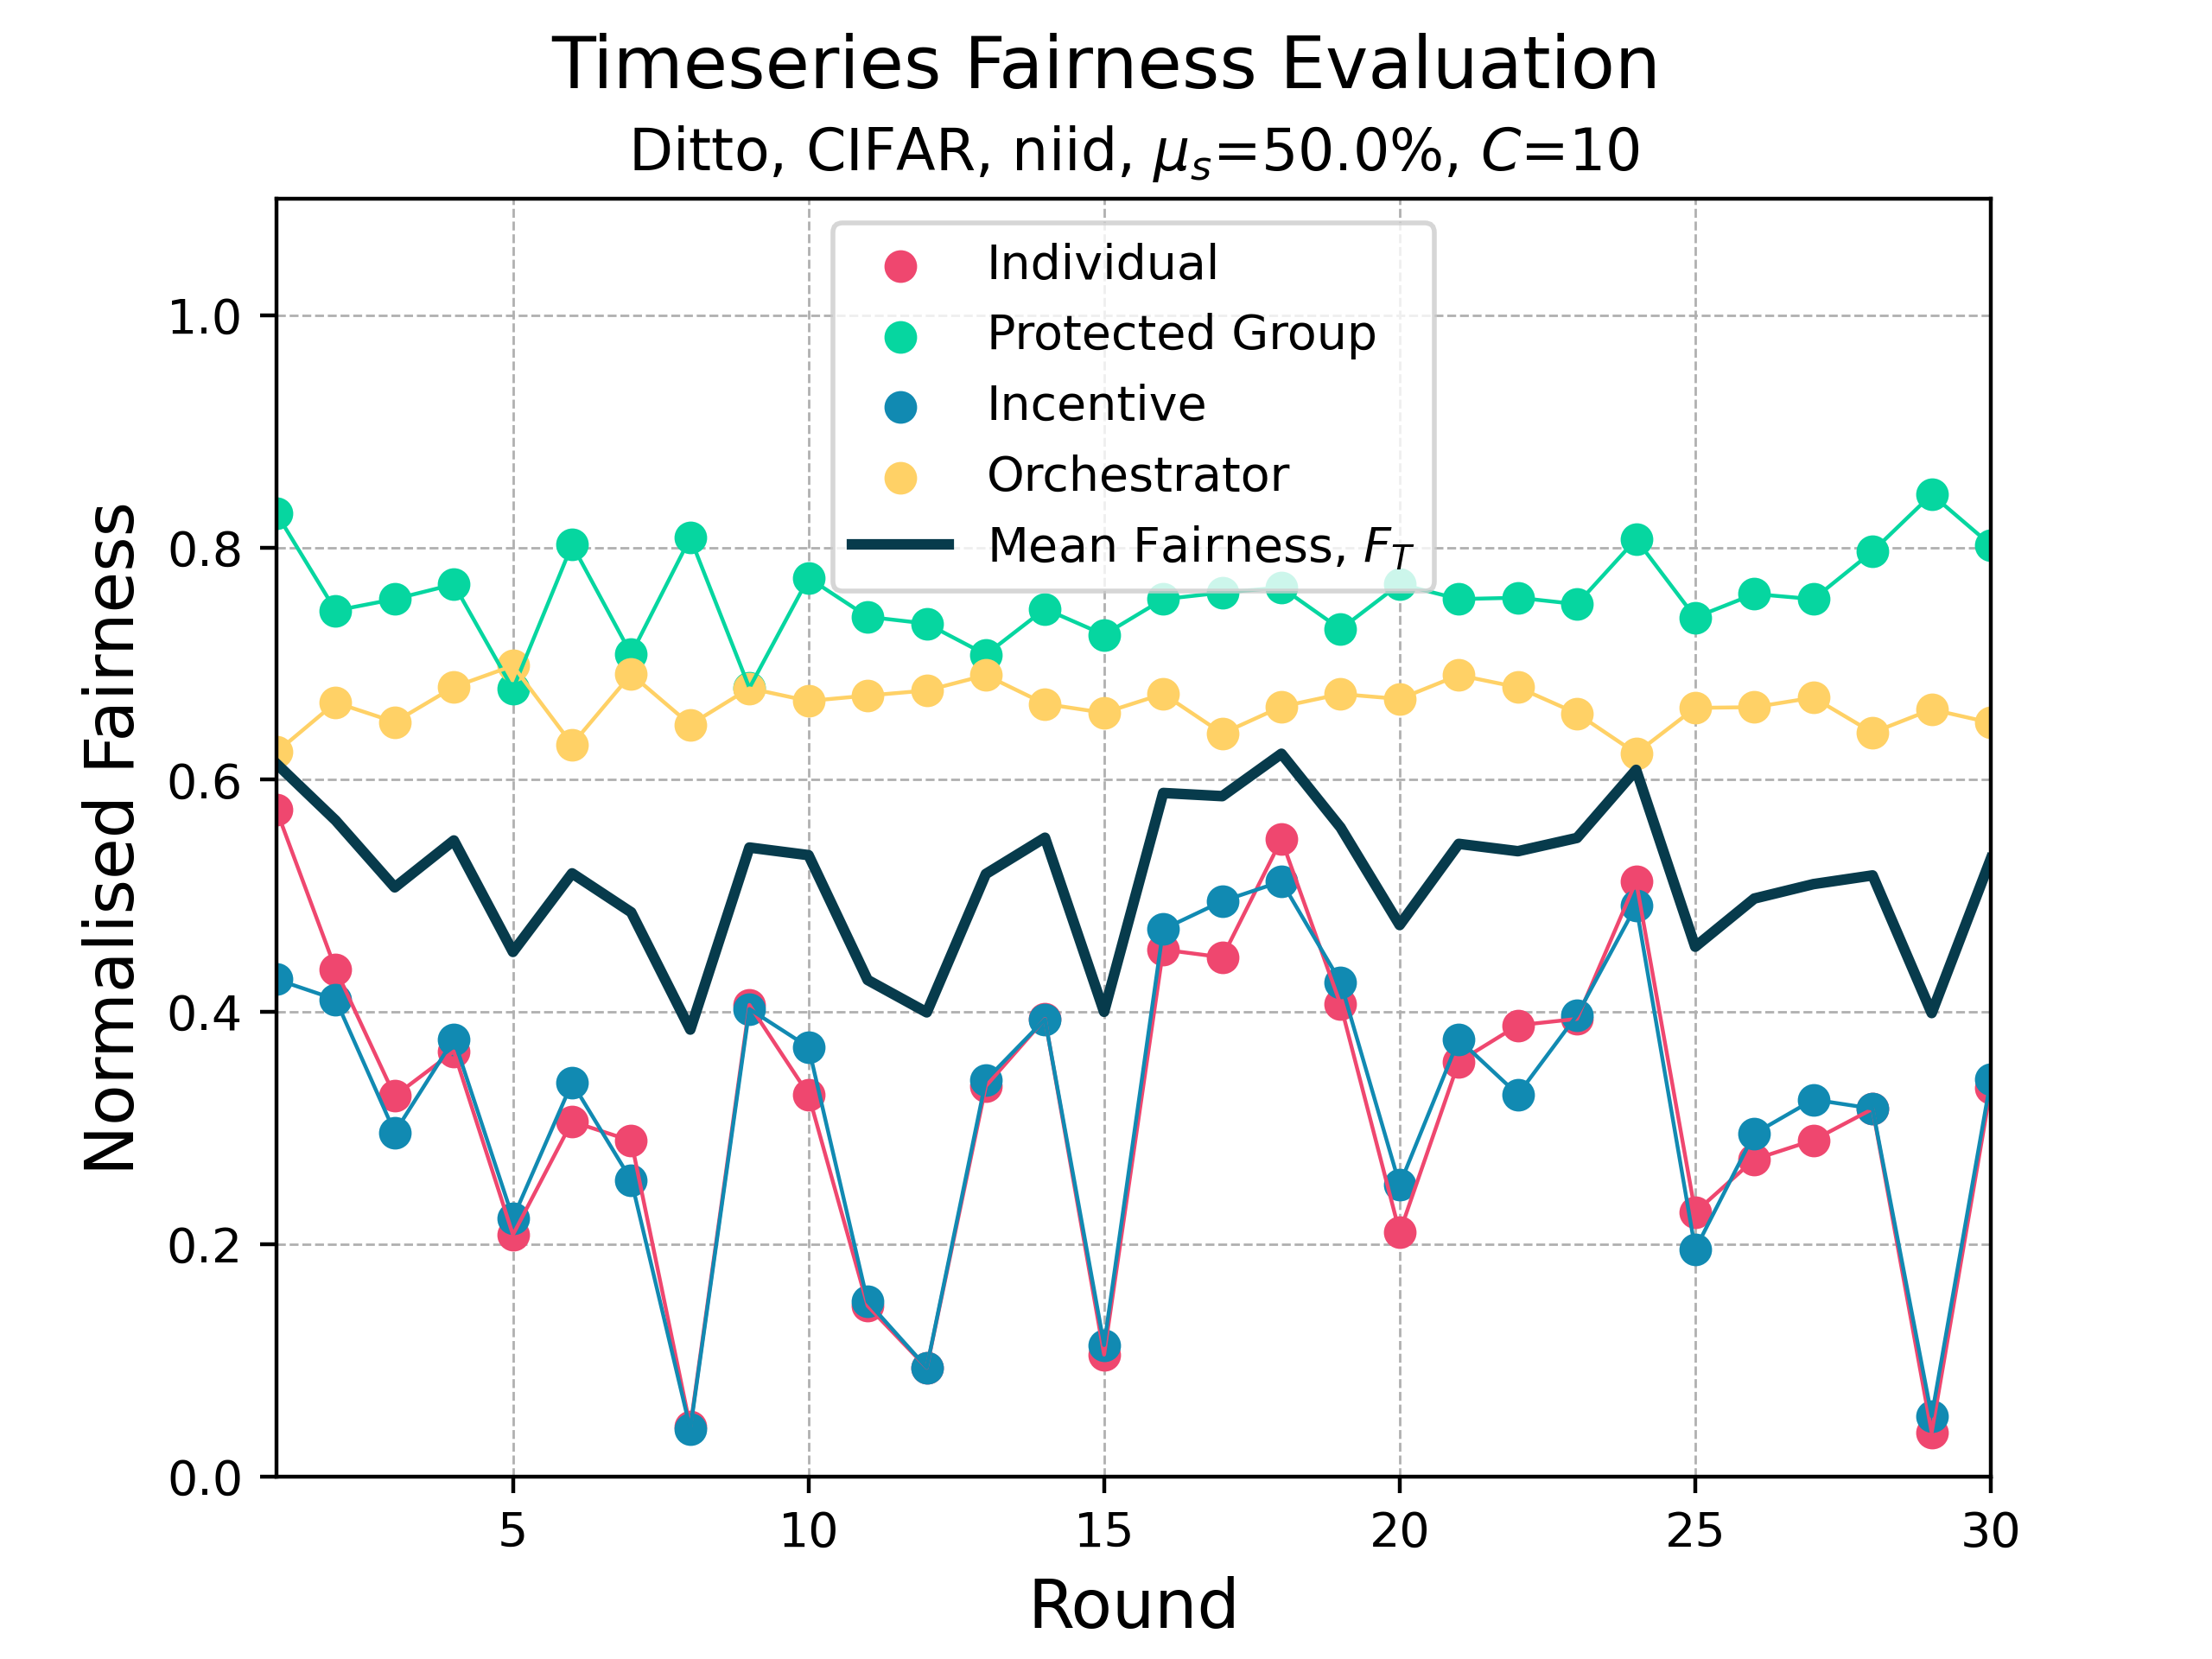 Timeseries Fairness Evaluation
Ditto, CIFAR, niid, μs=50.0%, C=10
Individual
Protected Group
Incentive
Orchestrator
Mean Fairness, FT
Normalised Fairness
1.0
0.8
0.6
0.4
0.2
0.0
5 10 15 20 25 30
Round